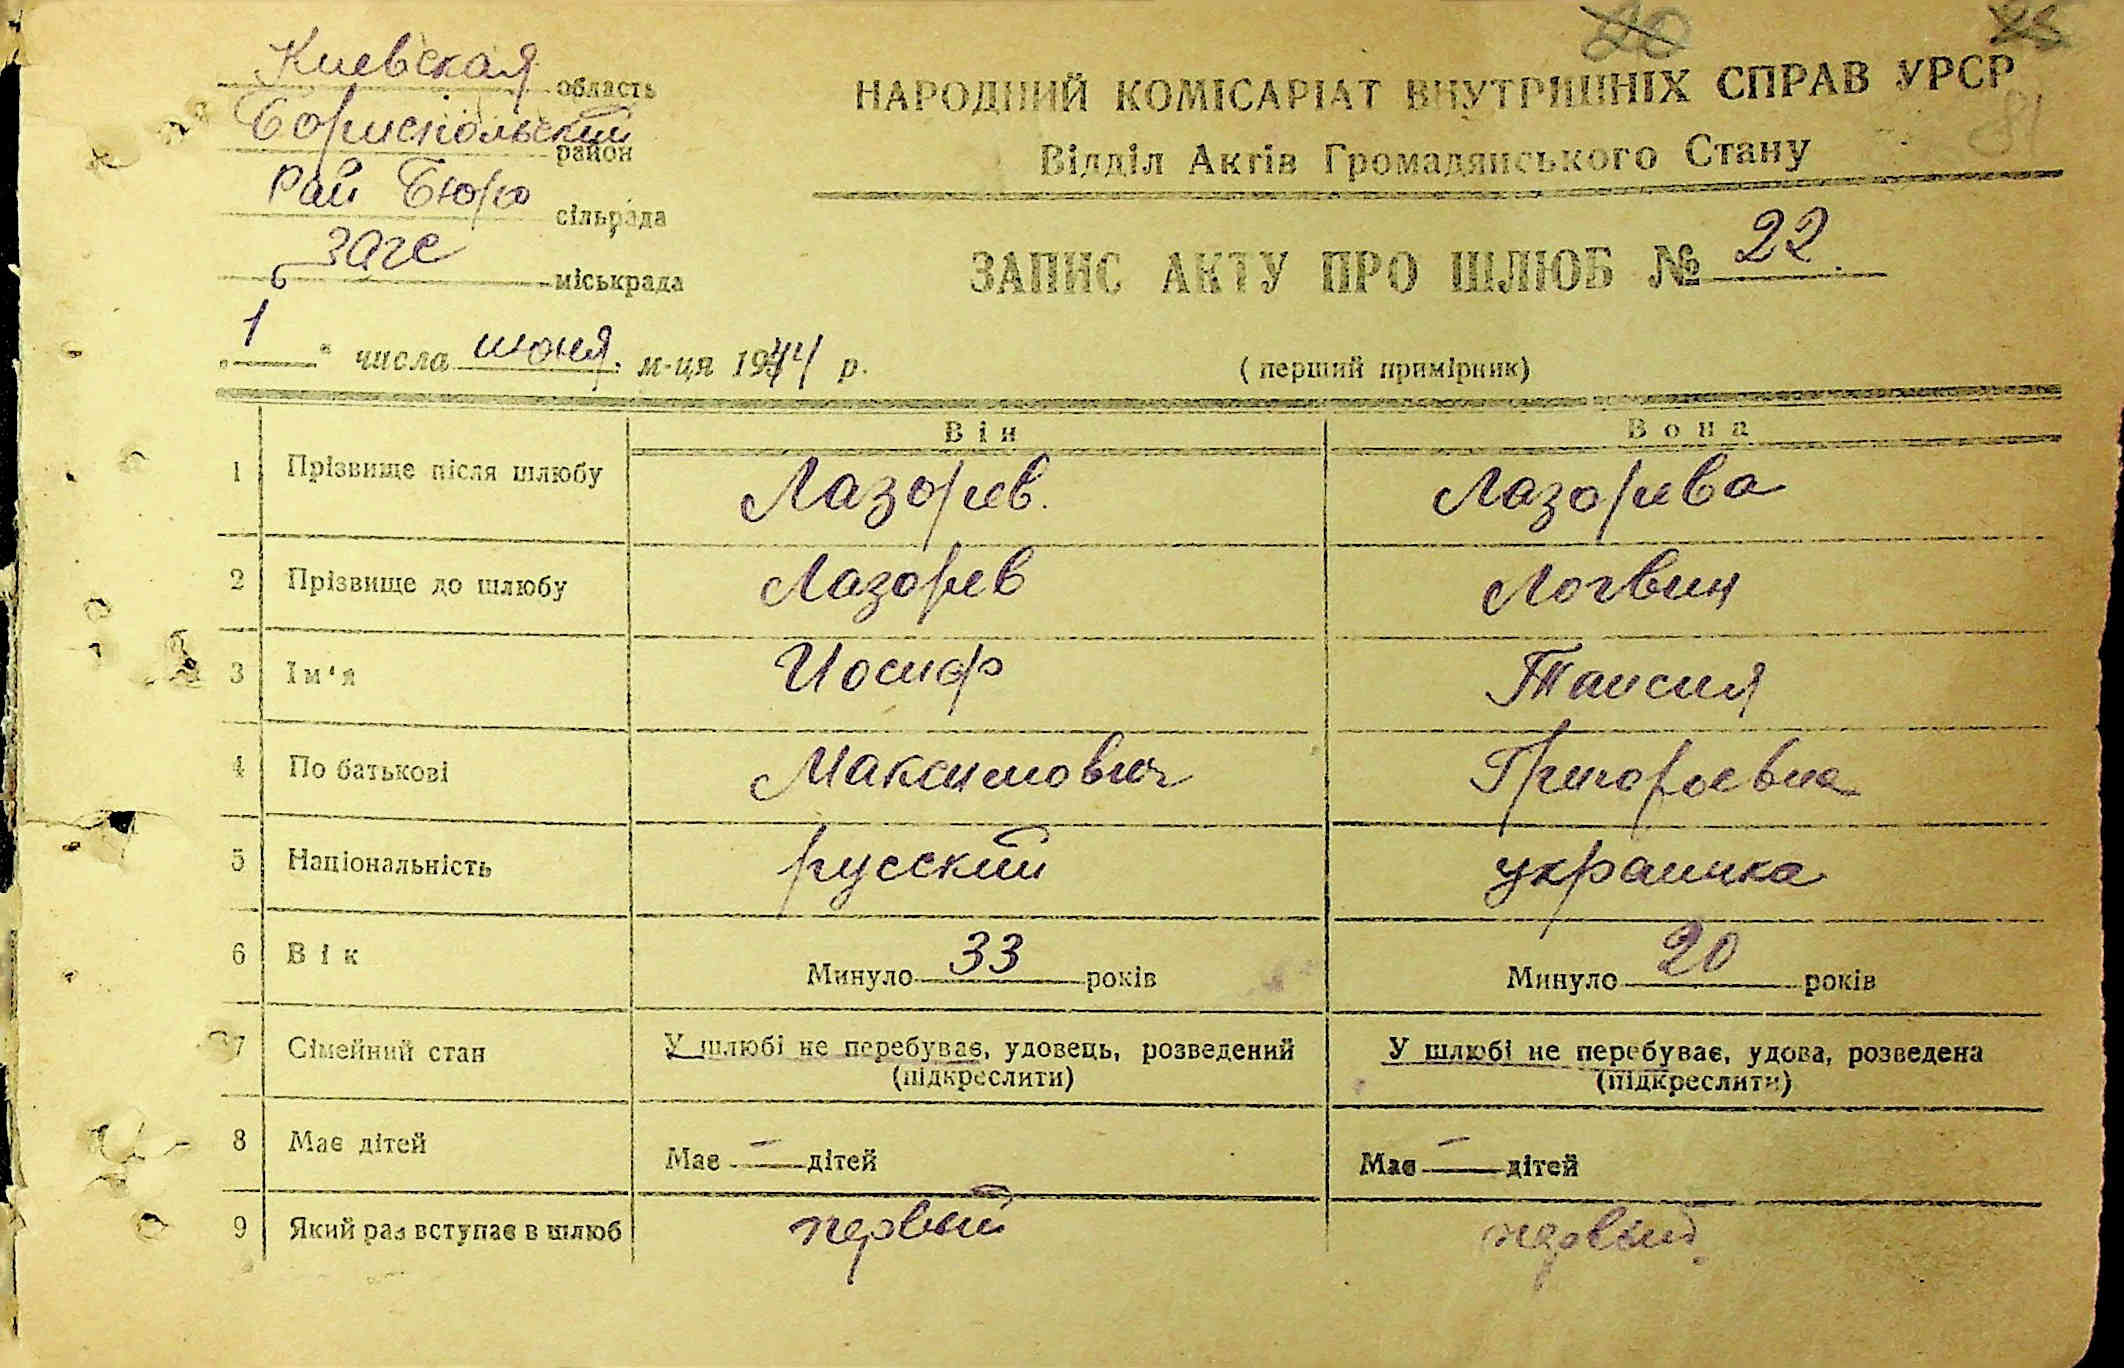 Киевская область
Бориспольский район
Рай Бюро сільрада
загс міськрада
20
25
81
НАРОДНИЙ КОМІСАРІАТ ВНУТРІШНІХ СПРАВ УРСР
Відділ Актів Громадянського Стану
ЗАПИС АКТУ ПРО ШЛЮБ № 22.
„1“ числа июня м-ця 1944 р.
(перший примірник)
Він Вона
1 Прізвище після шлюбу Лазорев. Лазорева
2 Прізвище до шлюбу Лазорев Логвин
3 Ім'я Иосиф Таисия
4 По батькові Максимович Григорьевна
5 Національність русский украинка
6 Вік Минуло 33 років Минуло 20 років
7 Сімейний стан У шлюбі не перебуває, удовець, розведений У шлюбі не перебуває, удова, розведена
(підкреслити) (підкреслити)
8 Має дітей Має — дітей Має — дітей
9 Який раз вступає в шлюб первый первый.